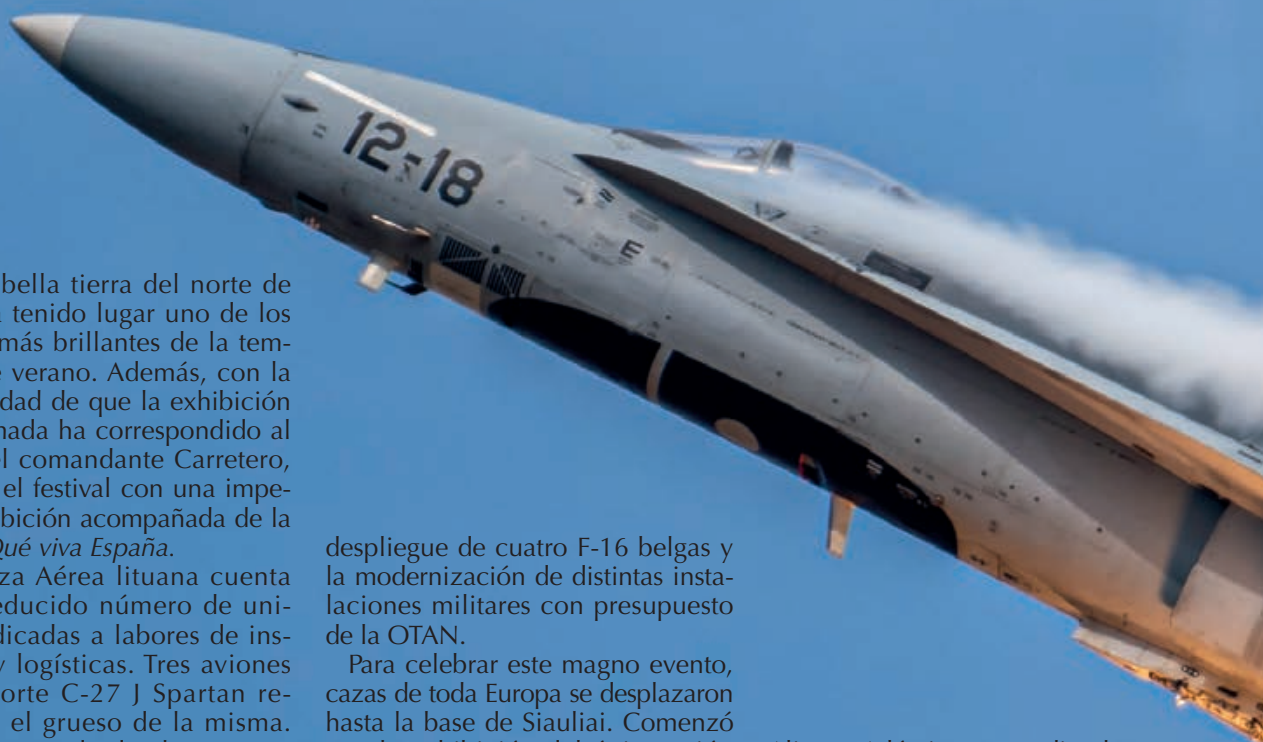 12-18
E
bella tierra del norte de
tenido lugar uno de los
más brillantes de la tem-
verano. Además, con la
dad de que la exhibición
nada ha correspondido al
l comandante Carretero,
el festival con una impe-
bición acompañada de la
ué viva España.
za Aérea lituana cuenta
educido número de uni-
dicadas a labores de ins-
y logísticas. Tres aviones
orte C-27 J Spartan re-
el grueso de la misma.
despliegue de cuatro F-16 belgas y
la modernización de distintas insta-
laciones militares con presupuesto
de la OTAN.
Para celebrar este magno evento,
cazas de toda Europa se desplazaron
hasta la base de Siauliai. Comenzó